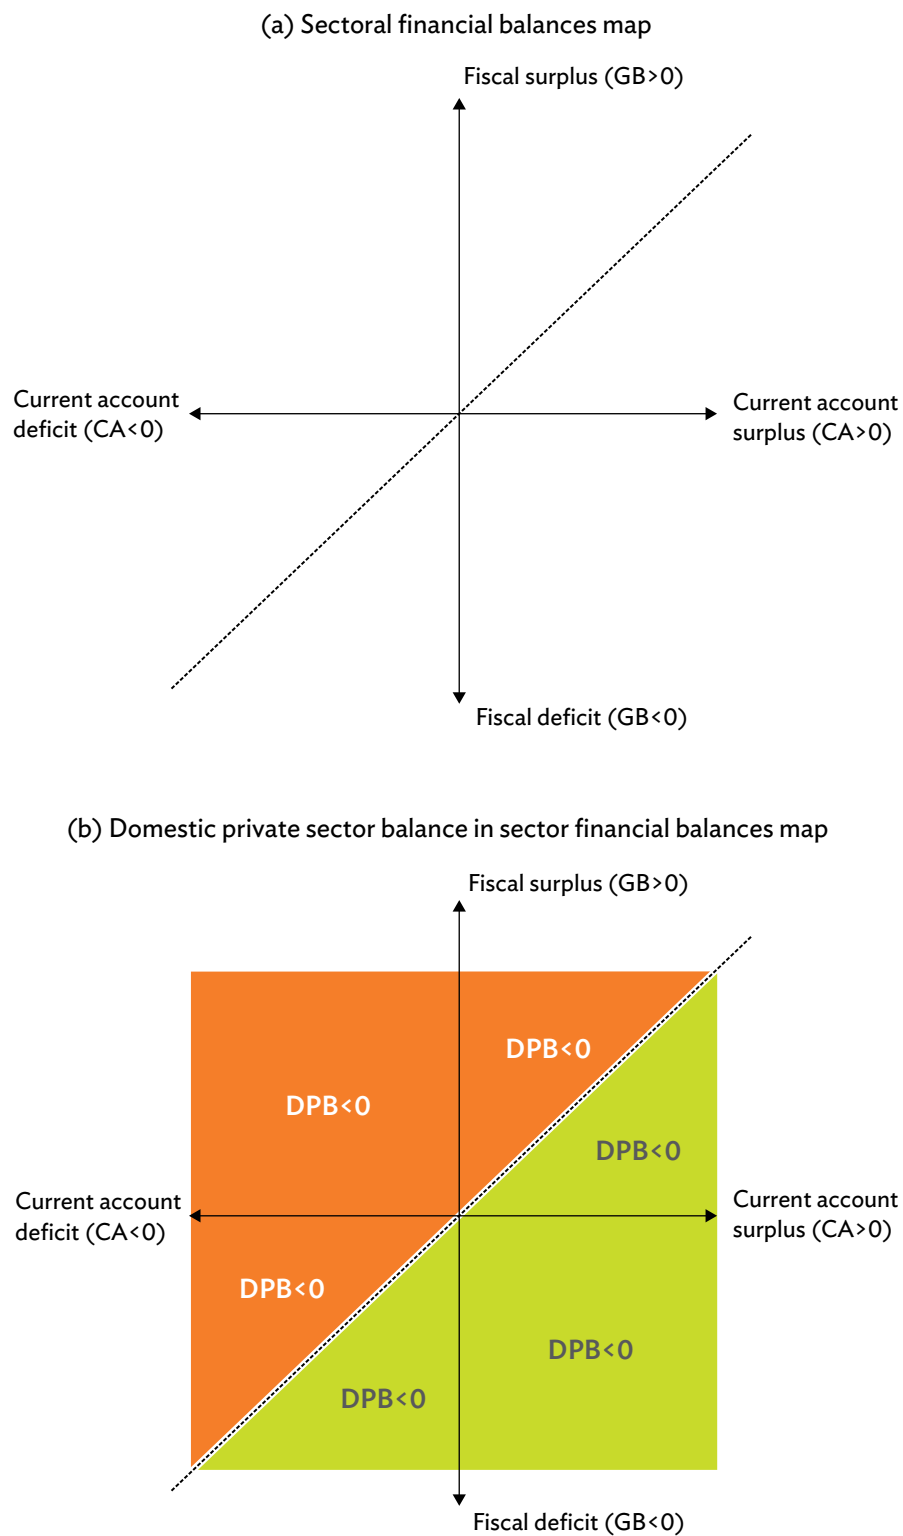 (a) Sectoral financial balances map
Fiscal surplus (GB>0)
Current account
deficit (CA<0)
Current account
surplus (CA>0)
Fiscal deficit (GB<0)
(b) Domestic private sector balance in sector financial balances map
Fiscal surplus (GB>0)
DPB<0
DPB<0
DPB<0
Current account
deficit (CA<0)
Current account
surplus (CA>0)
DPB<0
DPB<0
DPB<0
Fiscal deficit (GB<0)